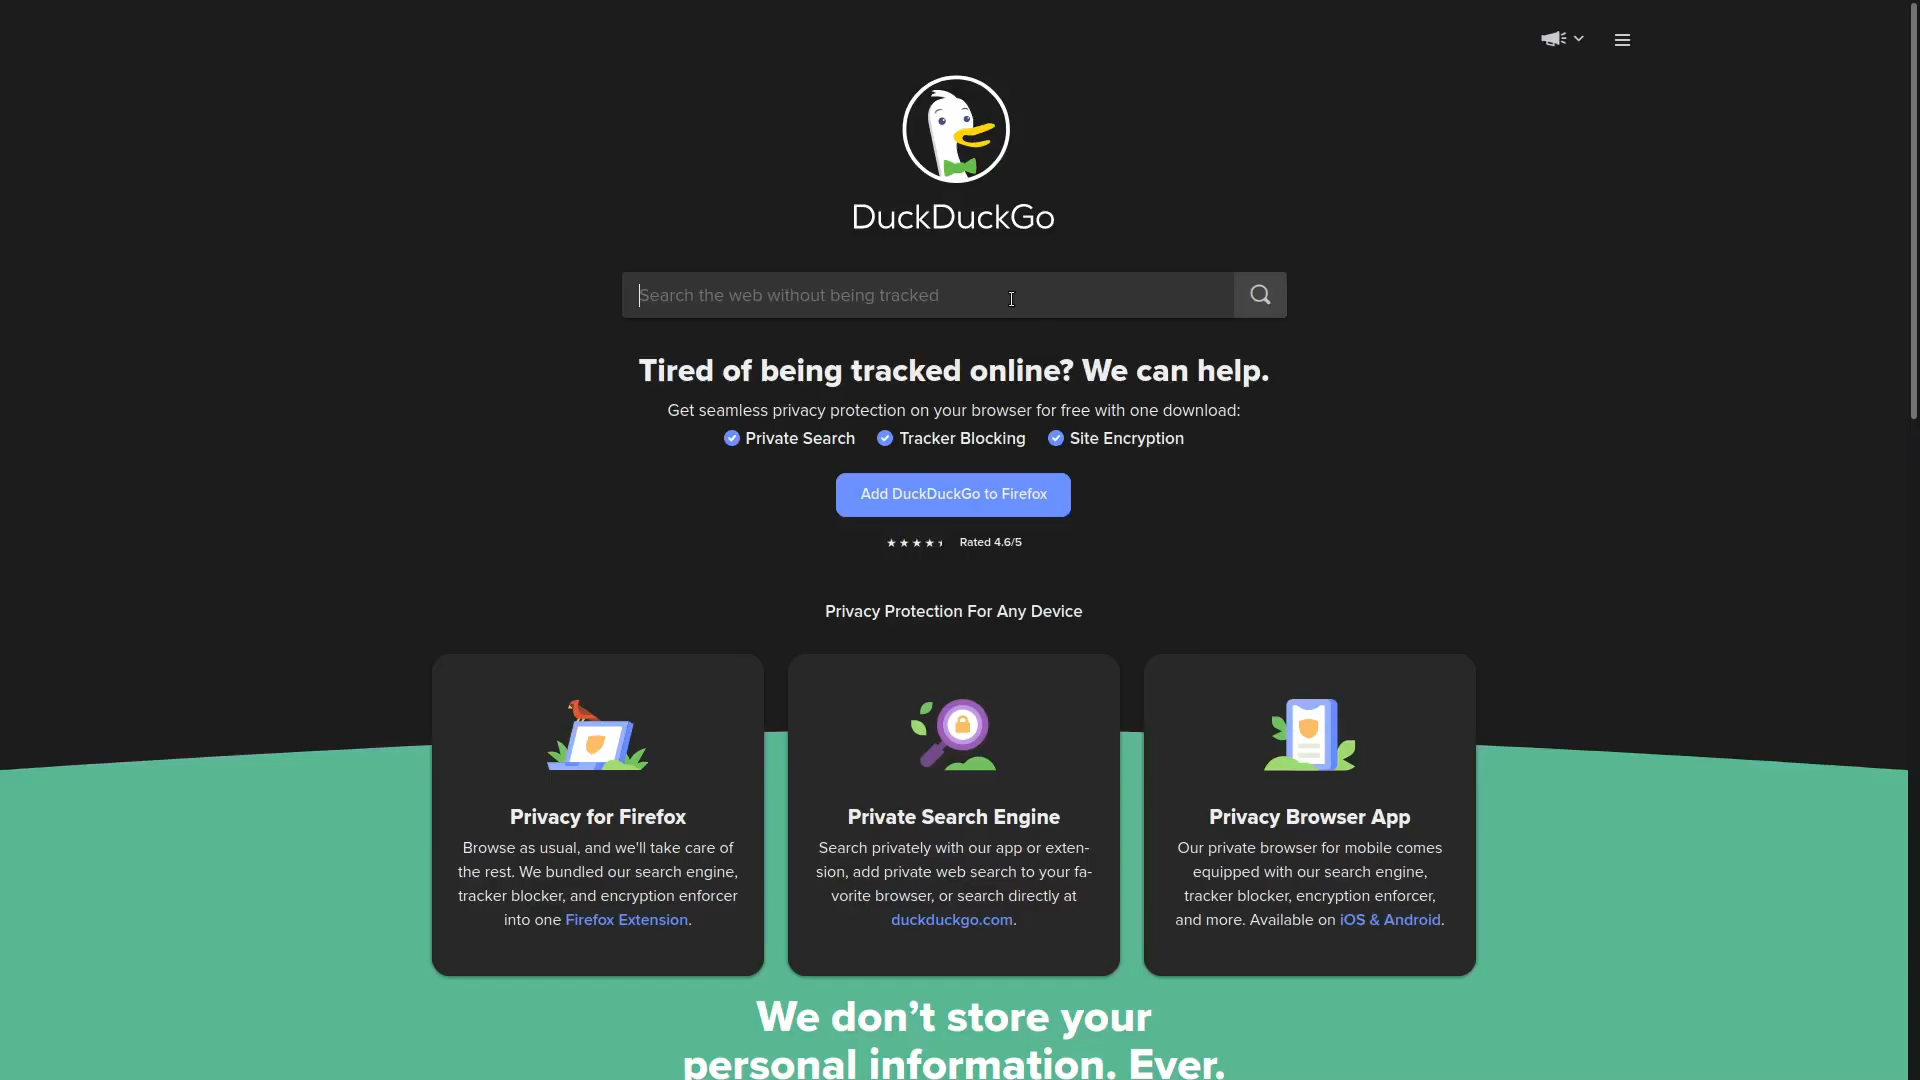 DuckDuckGo
Search the web without being tracked
Tired of being tracked online? We can help.
Get seamless privacy protection on your browser for free with one download:
Private Search Tracker Blocking Site Encryption
Add DuckDuckGo to Firefox
Rated 4.6/5
Privacy Protection For Any Device
Privacy for Firefox
Browse as usual, and we'll take care of
the rest. We bundled our search engine,
tracker blocker, and encryption enforcer
into one Firefox Extension.
Private Search Engine
Search privately with our app or exten-
sion, add private web search to your fa-
vorite browser, or search directly at
duckduckgo.com.
Privacy Browser App
Our private browser for mobile comes
equipped with our search engine,
tracker blocker, encryption enforcer,
and more. Available on iOS & Android.
We don’t store your
personal information. Ever.